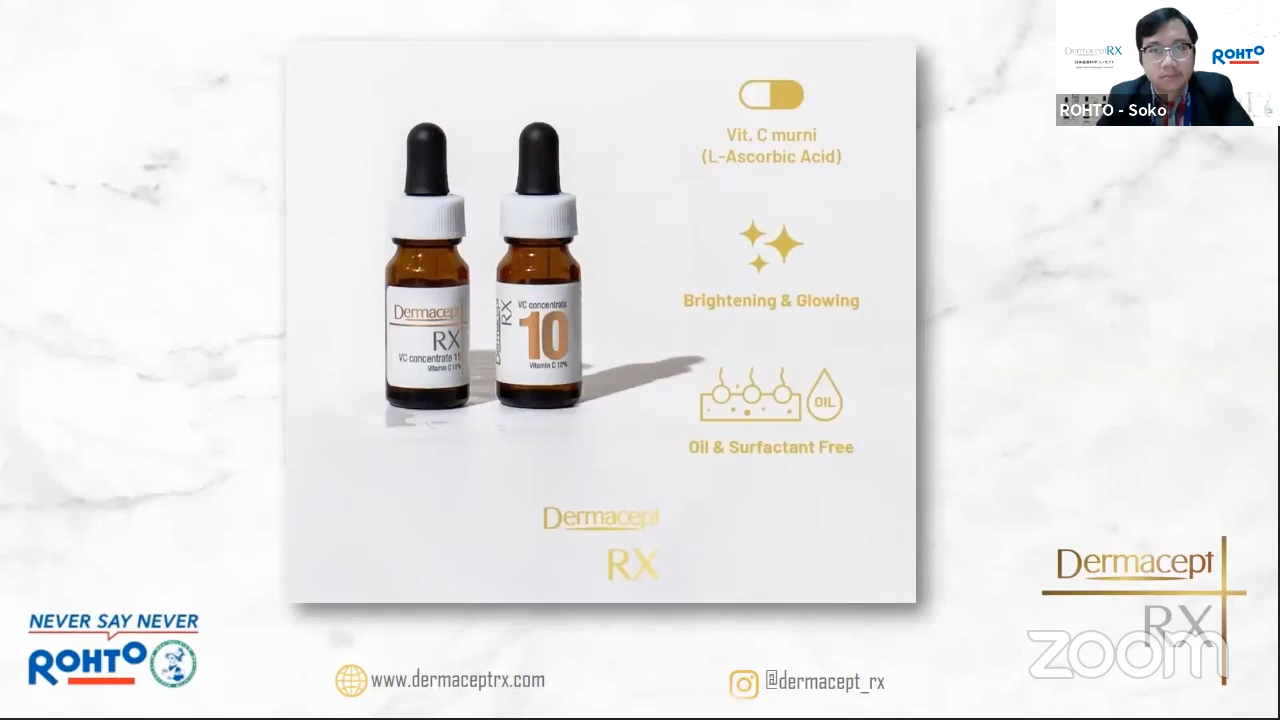 Vit. C murni
(L-Ascorbic Acid)
Brightening & Glowing
OIL
Oil & Surfactant Free
Dermacept
RX
VC concentrate 15
Vitamin C 15%
Dermacept
RX
VC concentrate
10
Vitamin C 10%
Dermacept
RX
DermaceptRX
ROHTO
ROHTO - Soko
NEVER SAY NEVER
ROHTO
www.dermaceptrx.com
@dermacept_rx
Dermacept
RX
zoom